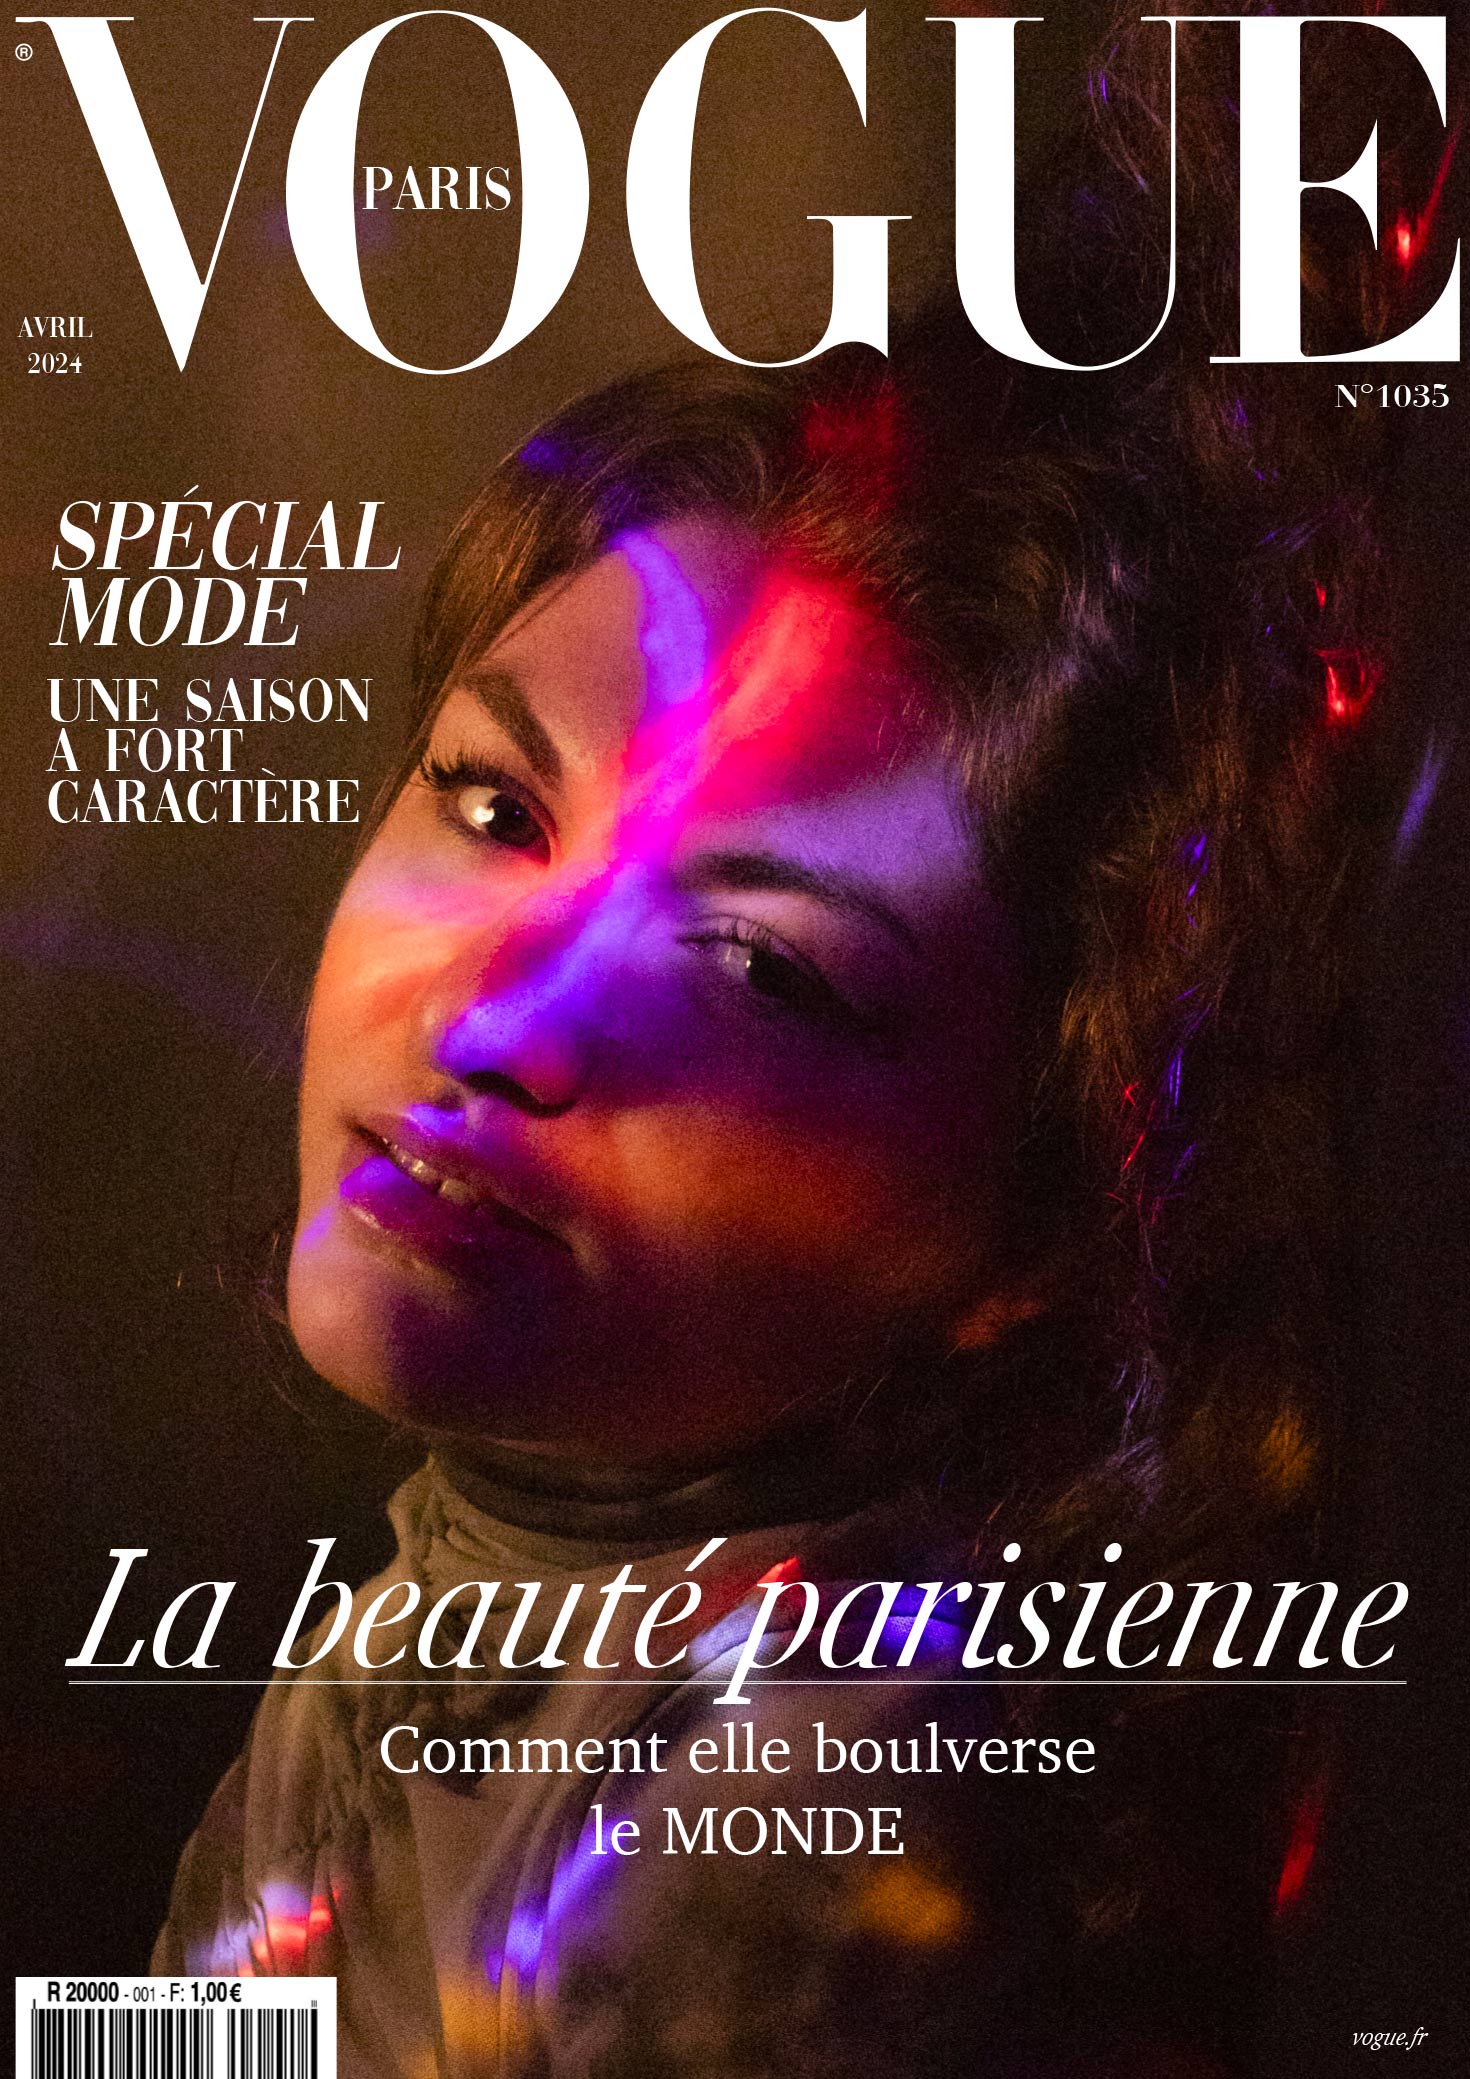 VOGUE
®
PARIS
AVRIL
2024
N°1035
SPÉCIAL
MODE
UNE SAISON
A FORT
CARACTÈRE
La beauté parisienne
Comment elle boulverse
le MONDE
R 20000 - 001 - F: 1,00 €
vogue.fr